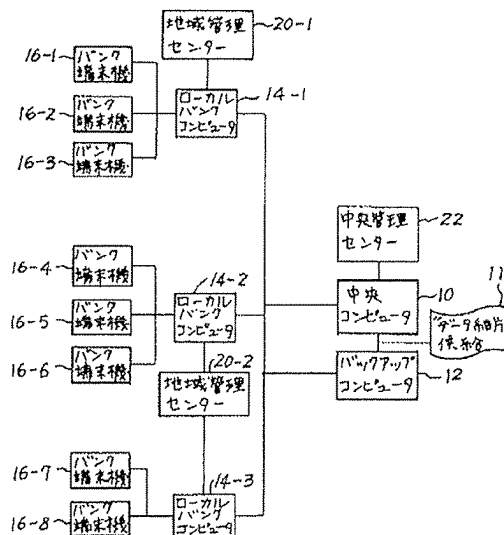 地域管理
センター
20-1
16-1
バンク
端末機
16-2
バンク
端末機
16-3
バンク
端末機
ローカル
バンク
コンピュータ
14-1
中央管理
センター
22
16-4
バンク
端末機
16-5
バンク
端末機
16-6
バンク
端末機
14-2
ローカル
バンク
コンピュータ
中央
コンピュータ
10
11
データ細片
供給
バックアップ
コンピュータ
12
20-2
地域管理
センター
16-7
バンク
端末機
16-8
バンク
端末機
14-3
ローカル
バンク
コンピュータ